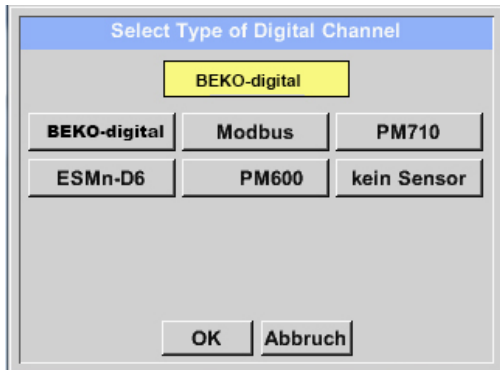 Select Type of Digital Channel
BEKO-digital
BEKO-digital Modbus PM710
ESMn-D6 PM600 kein Sensor
OK Abbruch